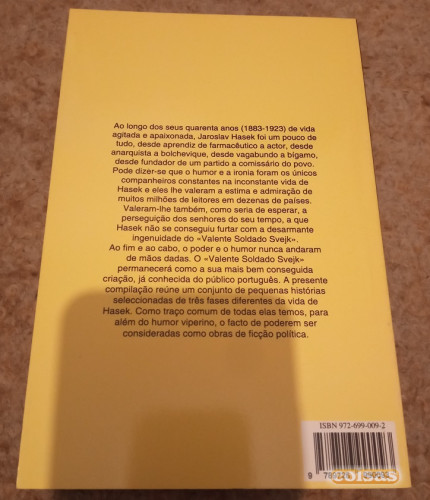 Ao longo dos seus quarenta anos (1883-1923) de vida
agitada e apaixonada, Jaroslav Hasek foi um pouco de
tudo, desde aprendiz de farmacêutico a actor, desde
anarquista a bolchevique, desde vagabundo a bígamo,
desde fundador de um partido a comissário do povo.
Pode dizer-se que o humor e a ironia foram os únicos
companheiros constantes na inconstante vida de
Hasek e eles lhe valeram a estima e admiração de
muitos milhões de leitores em dezenas de países.
Valeram-lhe também, como seria de esperar, a
perseguição dos senhores do seu tempo, a que
Hasek não se conseguiu furtar com a desarmante
ingenuidade do «Valente Soldado Svejk».
Ao fim e ao cabo, o poder e o humor nunca andaram
de mãos dadas. O «Valente Soldado Svejk»
permanecerá como a sua mais bem conseguida
criação, já conhecida do público português. A presente
compilação reúne um conjunto de pequenas histórias
seleccionadas de três fases diferentes da vida de
Hasek. Como traço comum de todas elas temos, para
além do humor viperino, o facto de poderem ser
consideradas como obras de ficção política.
ISBN 972-699-009-2
coisas